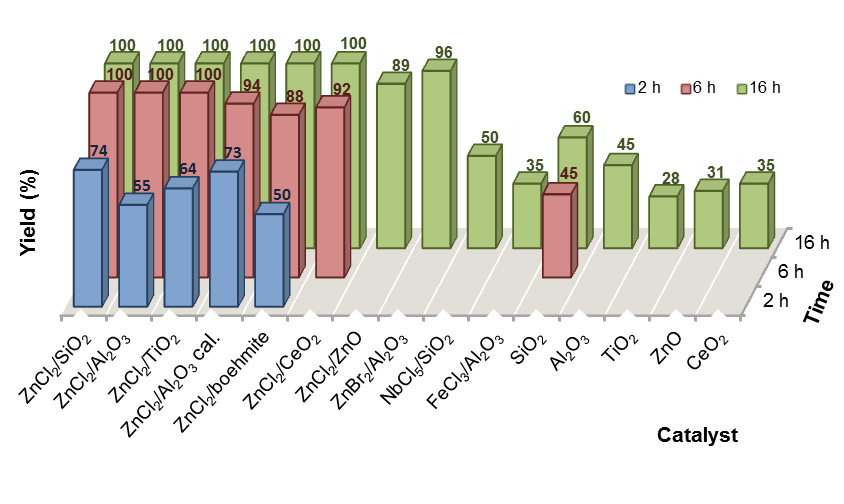 100 100 100 100 100 100 89 96 50 35 60 45 28 31 35
100 100 100 94 88 92 45
74 55 64 73 50
2 h 6 h 16 h
Yield (%)
16 h
6 h
2 h
Time
ZnCl₂/SiO₂
ZnCl₂/Al₂O₃
ZnCl₂/TiO₂
ZnCl₂/Al₂O₃ cal.
ZnCl₂/boehmite
ZnCl₂/CeO₂
ZnCl₂/ZnO
ZnBr₂/Al₂O₃
NbCl₅/SiO₂
FeCl₃/Al₂O₃
SiO₂
Al₂O₃
TiO₂
ZnO
CeO₂
Catalyst